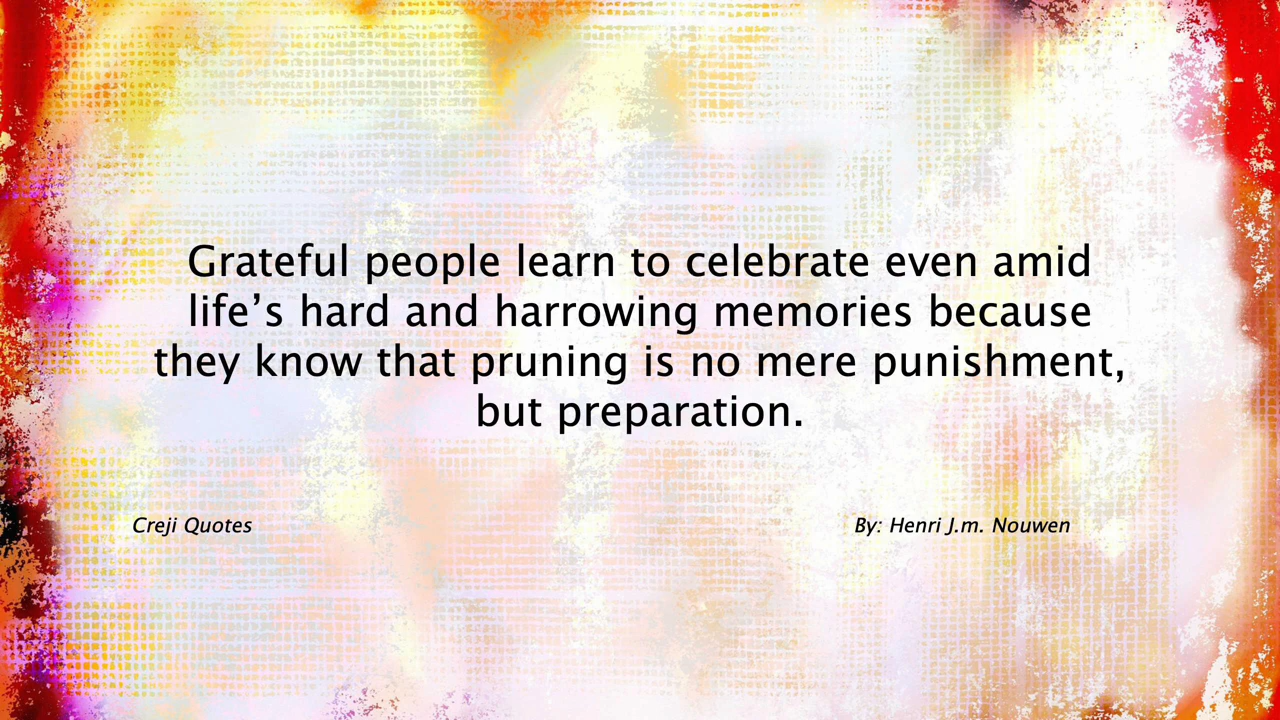 Grateful people learn to celebrate even amid
life’s hard and harrowing memories because
they know that pruning is no mere punishment,
but preparation.
Creji Quotes
By: Henri J.m. Nouwen